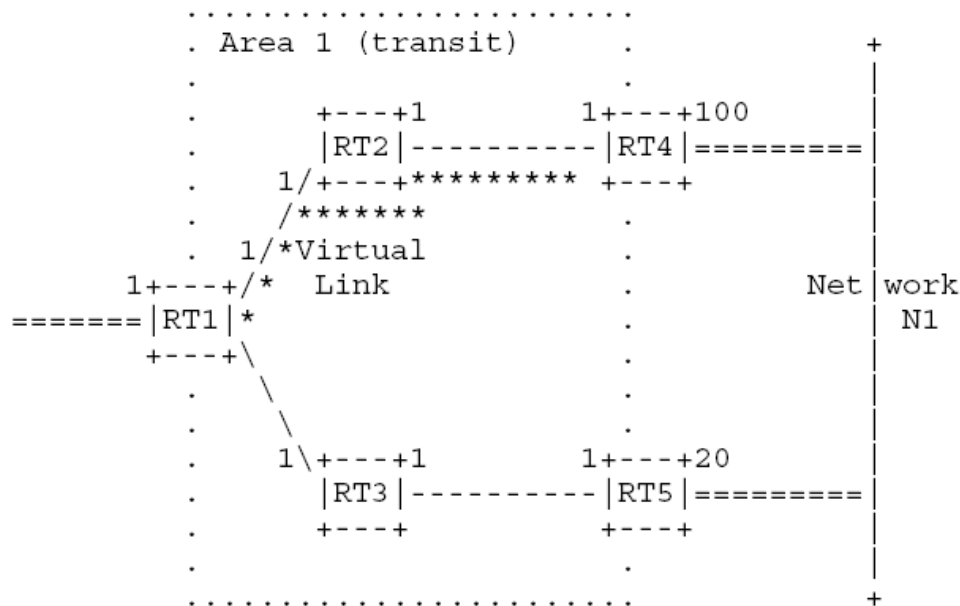 . . . . . . . . . . . . . . . . . . . . . . . . .
. Area 1 (transit) . +
. . |
. +---+1 1+---+100 |
. |RT2|----------|RT4|=========|
. 1/+---+********* +---+ |
. /******* . |
. 1/*Virtual . |
1+---+/* Link . Net|work
=======|RT1|* . | N1
+---+\ . |
. \ . |
. \ . |
. 1\+---+1 1+---+20 |
. |RT3|----------|RT5|=========|
. +---+ +---+ |
. . |
. . . . . . . . . . . . . . . . . . . . . . . . . +